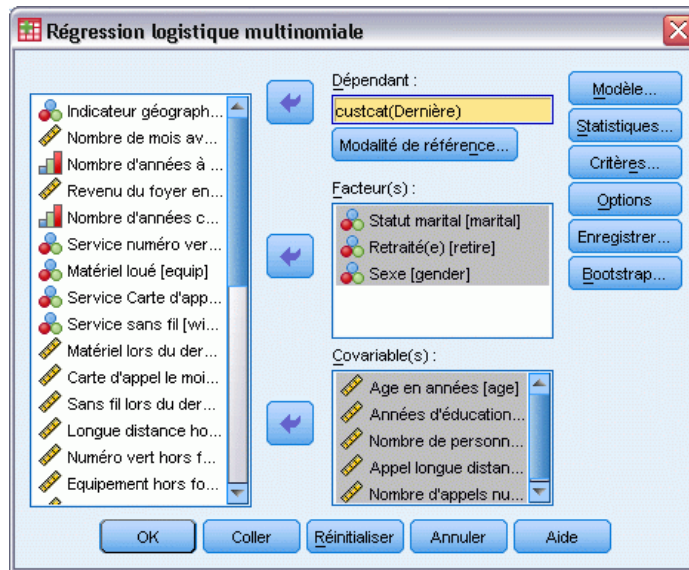 Régression logistique multinomiale
Indicateur géograph...
Nombre de mois av...
Nombre d'années à ...
Revenu du foyer en...
Nombre d'années c...
Service numéro ver...
Matériel loué [equip]
Service Carte d'app...
Service sans fil [wi...
Matériel lors du der...
Carte d'appel le moi...
Sans fil lors du der...
Longue distance ho...
Numéro vert hors f...
Equipement hors fo...
Dépendant :
custcat(Dernière)
Modalité de référence...
Facteur(s) :
Statut marital [marital]
Retraité(e) [retire]
Sexe [gender]
Covariable(s) :
Age en années [age]
Années d'éducation...
Nombre de personn...
Appel longue distan...
Nombre d'appels nu...
Modèle...
Statistiques...
Critères...
Options
Enregistrer...
Bootstrap...
OK
Coller
Réinitialiser
Annuler
Aide